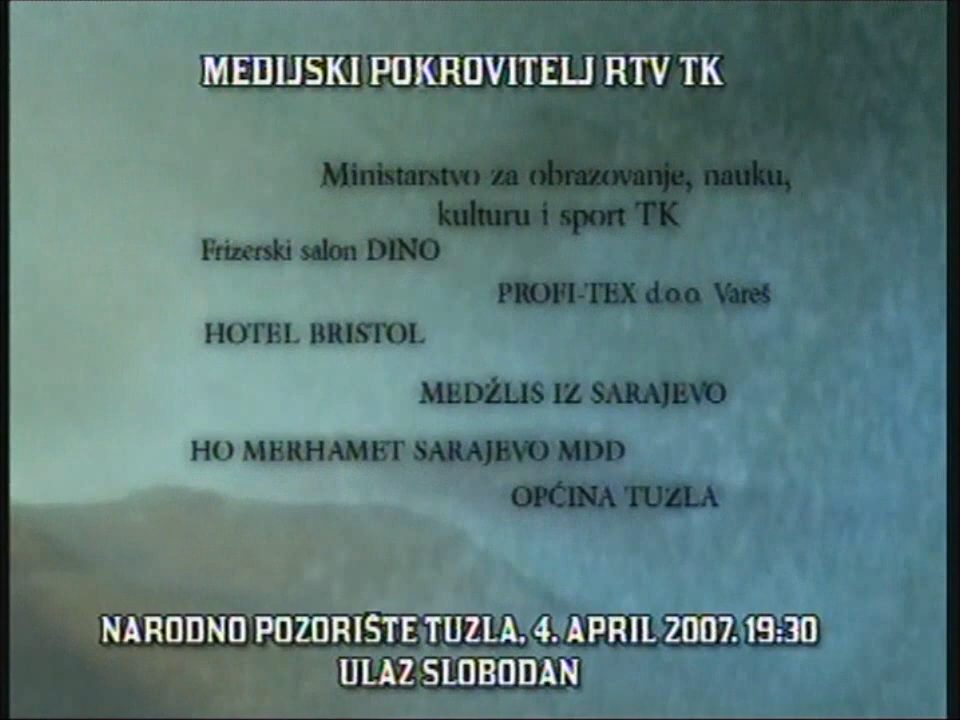 MEDIJSKI POKROVITELJ RTV TK
Ministarstvo za obrazovanje, nauku,
kulturu i sport TK
Frizerski salon DINO
PROFI-TEX d.o.o. Vareš
HOTEL BRISTOL
MEDŽLIS IZ SARAJEVO
HO MERHAMET SARAJEVO MDD
OPĆINA TUZLA
NARODNO POZORIŠTE TUZLA, 4. APRIL 2007. 19:30
ULAZ SLOBODAN